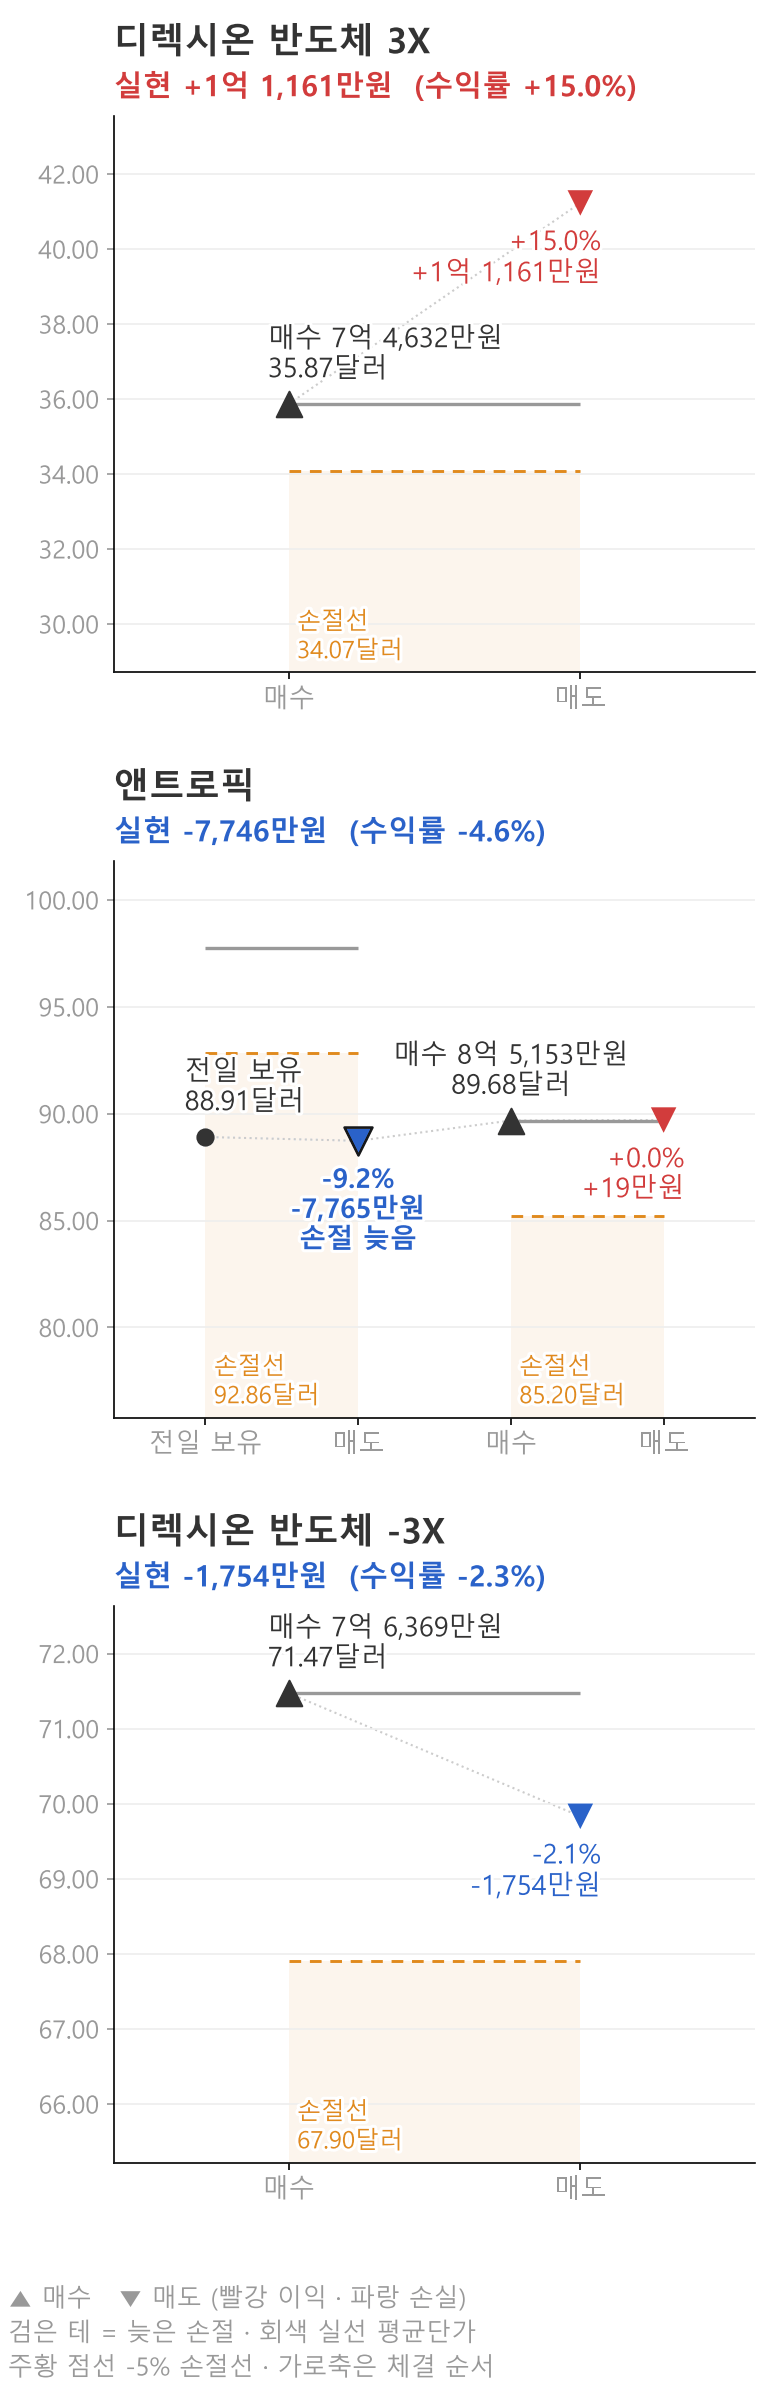 디렉시온 반도체 3X
실현 +1억 1,161만원 (수익률 +15.0%)
42.00
40.00
38.00
36.00
34.00
32.00
30.00
+15.0%
+1억 1,161만원
매수 7억 4,632만원
35.87달러
손절선
34.07달러
매수 매도
앤트로픽
실현 -7,746만원 (수익률 -4.6%)
100.00
95.00
90.00
85.00
80.00
전일 보유
88.91달러
매수 8억 5,153만원
89.68달러
-9.2%
-7,765만원
손절 늦음
+0.0%
+19만원
손절선
92.86달러
손절선
85.20달러
전일 보유 매도 매수 매도
디렉시온 반도체 -3X
실현 -1,754만원 (수익률 -2.3%)
72.00
71.00
70.00
69.00
68.00
67.00
66.00
매수 7억 6,369만원
71.47달러
-2.1%
-1,754만원
손절선
67.90달러
매수 매도
▲ 매수 ▼ 매도 (빨강 이익 · 파랑 손실)
검은 테 = 늦은 손절 · 회색 실선 평균단가
주황 점선 -5% 손절선 · 가로축은 체결 순서